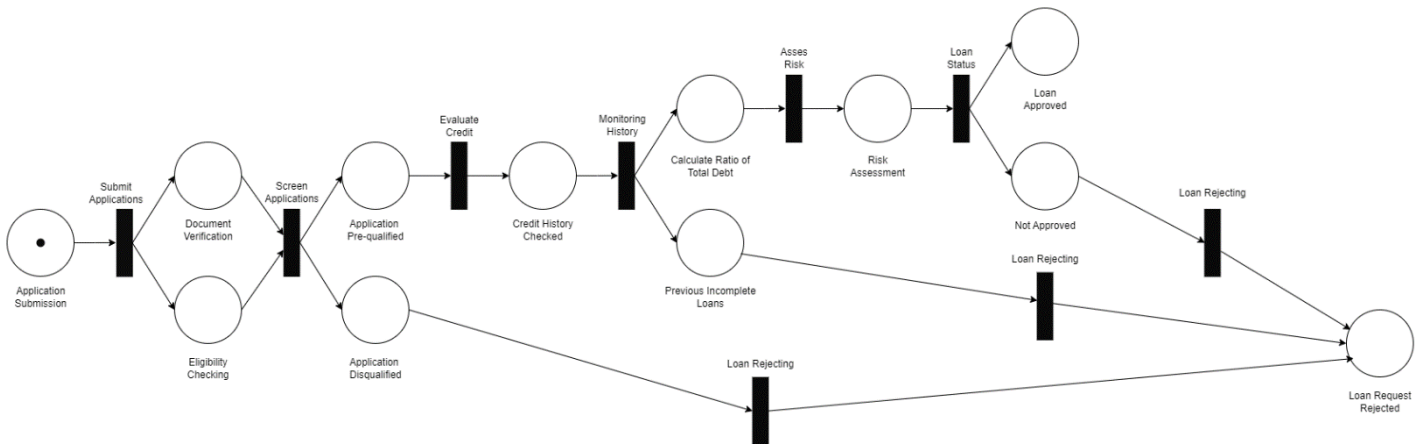 Submit
Applications
Application
Submission
Document
Verification
Eligibility
Checking
Screen
Applications
Application
Pre-qualified
Application
Disqualified
Evaluate
Credit
Credit History
Checked
Monitoring
History
Calculate Ratio of
Total Debt
Previous Incomplete
Loans
Asses
Risk
Risk
Assessment
Loan
Status
Loan
Approved
Not Approved
Loan Rejecting
Loan Rejecting
Loan Rejecting
Loan Request
Rejected